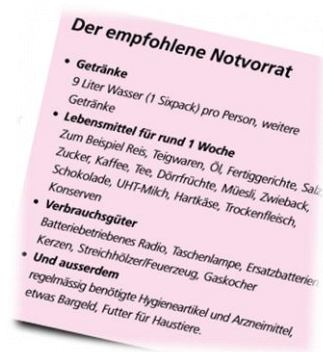 Der empfohlene Notvorrat
• Getränke
9 Liter Wasser (1 Sixpack) pro Person, weitere
Getränke
• Lebensmittel für rund 1 Woche
Zum Beispiel Reis, Teigwaren, Öl, Fertiggerichte, Salz
Zucker, Kaffee, Tee, Dörrfrüchte, Müesli, Zwieback,
Schokolade, UHT-Milch, Hartkäse, Trockenfleisch,
Konserven
• Verbrauchsgüter
Batteriebetriebenes Radio, Taschenlampe, Ersatzbatterien
Kerzen, Streichhölzer/Feuerzeug, Gaskocher
• Und ausserdem
regelmässig benötigte Hygieneartikel und Arzneimittel,
etwas Bargeld, Futter für Haustiere.